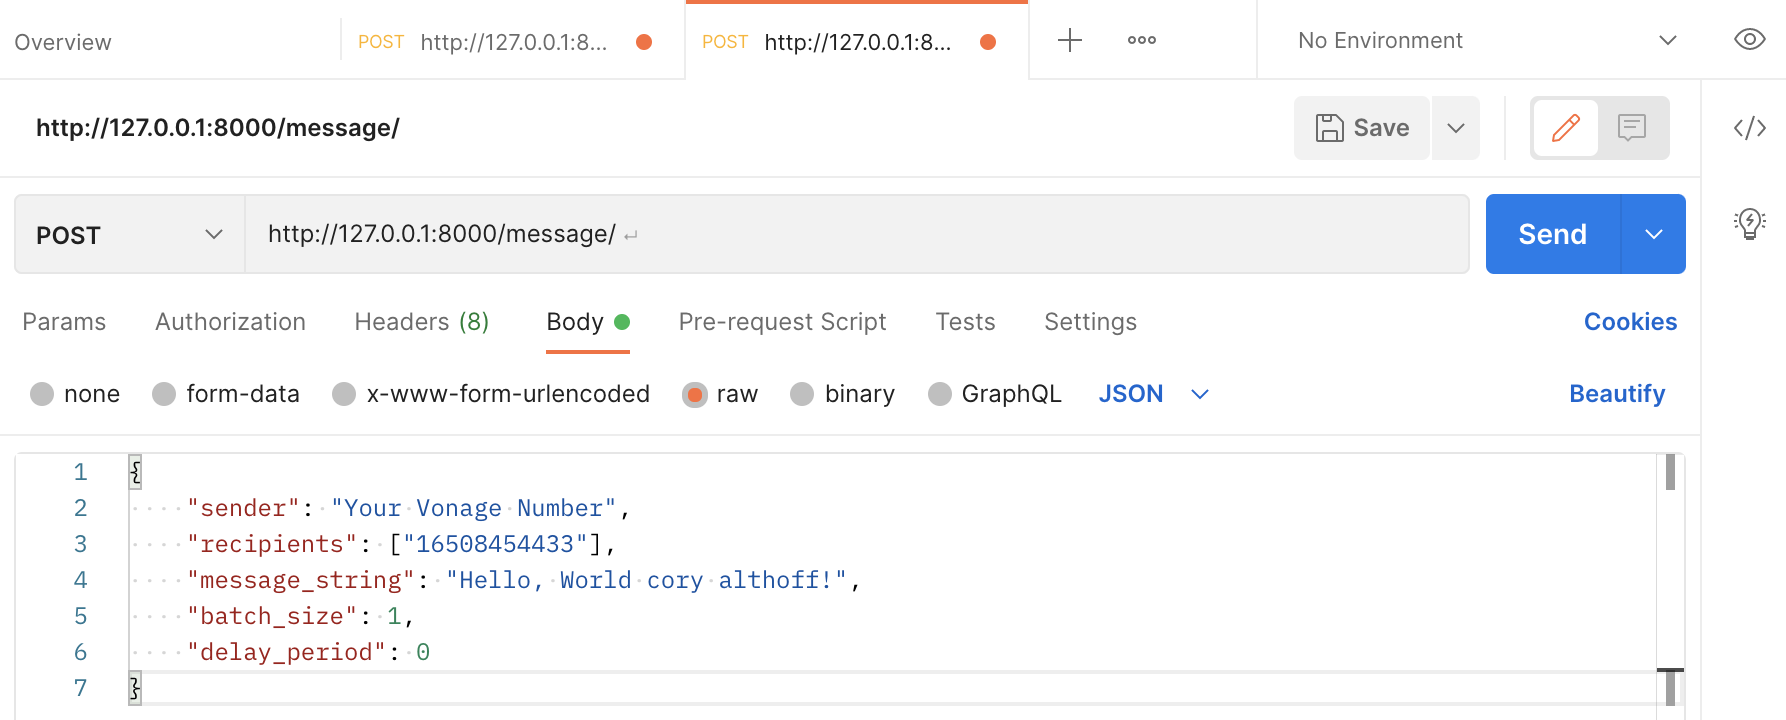 Overview POST http://127.0.0.1:8... POST http://127.0.0.1:8... No Environment
http://127.0.0.1:8000/message/ Save
POST http://127.0.0.1:8000/message/ Send
Params Authorization Headers (8) Body Pre-request Script Tests Settings Cookies
none form-data x-www-form-urlencoded raw binary GraphQL JSON Beautify
1 {
2 "sender": "Your Vonage Number",
3 "recipients": ["16508454433"],
4 "message_string": "Hello, World cory althoff!",
5 "batch_size": 1,
6 "delay_period": 0
7 }